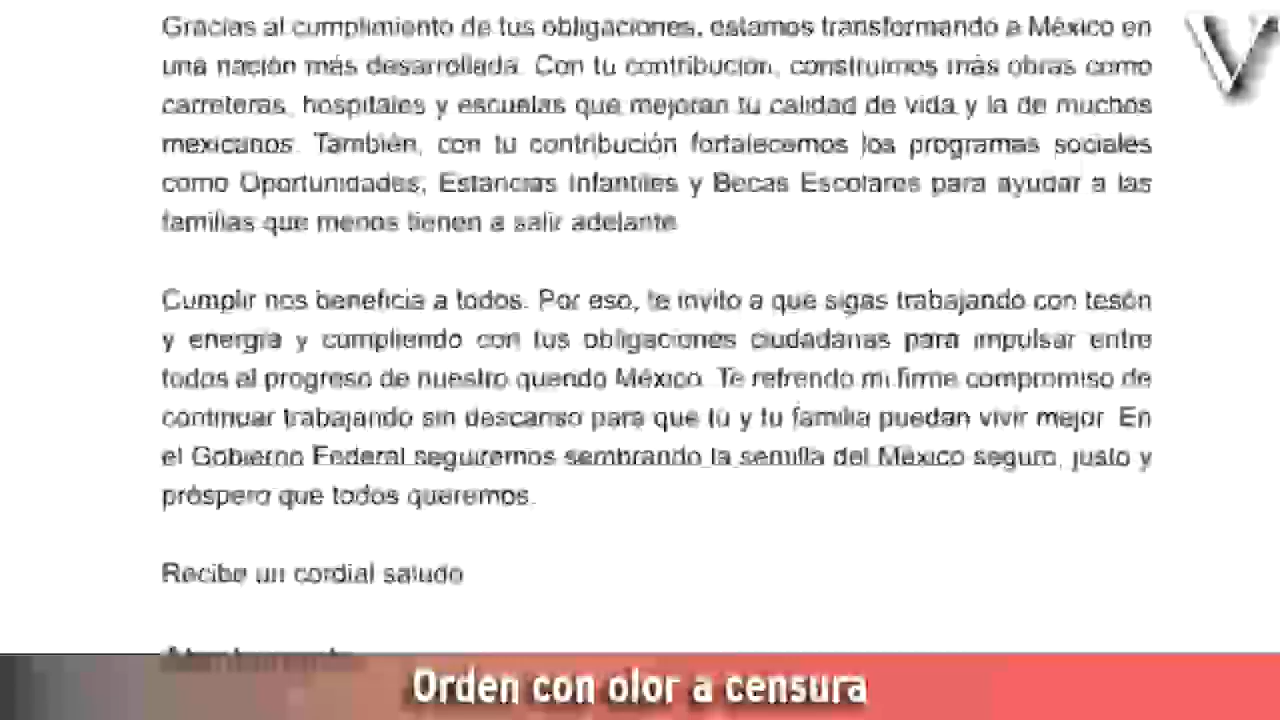 Gracias al cumplimiento de tus obligaciones, estamos transformando a México en
una nación más desarrollada. Con tu contribución, construimos más obras como
carreteras, hospitales y escuelas que mejoran tu calidad de vida y la de muchos
mexicanos. También, con tu contribución fortalecemos los programas sociales
como Oportunidades, Estancias Infantiles y Becas Escolares para ayudar a las
familias que menos tienen a salir adelante.
Cumplir nos beneficia a todos. Por eso, te invito a que sigas trabajando con tesón
y energía y cumpliendo con tus obligaciones ciudadanas para impulsar entre
todos el progreso de nuestro querido México. Te refrendo mi firme compromiso de
continuar trabajando sin descanso para que tú y tu familia puedan vivir mejor. En
el Gobierno Federal seguiremos sembrando la semilla del México seguro, justo y
próspero que todos queremos.
Recibe un cordial saludo
Atentamente
Orden con olor a censura
V